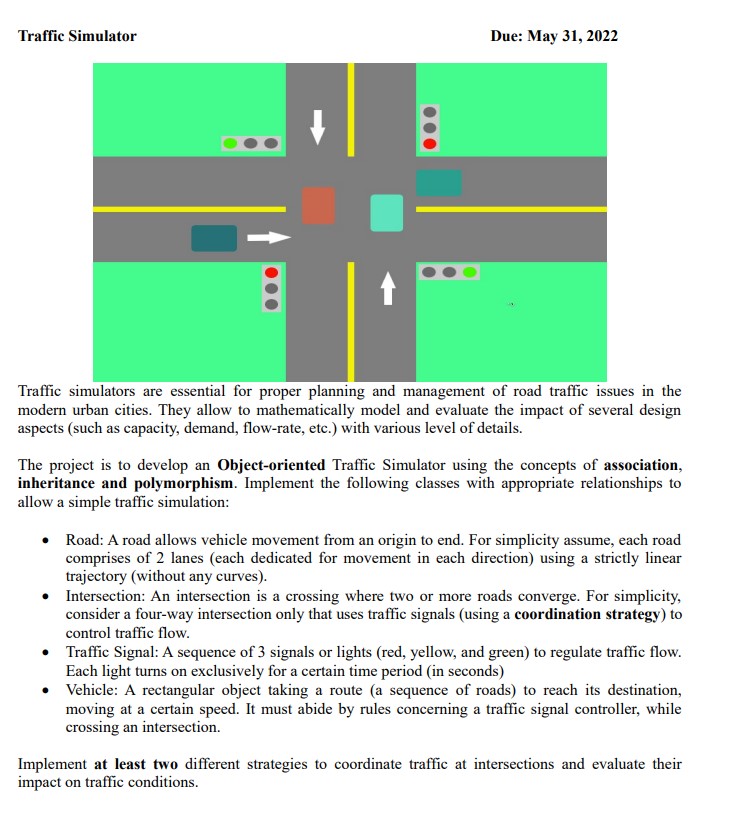 Traffic Simulator Due: May 31, 2022
Traffic simulators are essential for proper planning and management of road traffic issues in the
modern urban cities. They allow to mathematically model and evaluate the impact of several design
aspects (such as capacity, demand, flow-rate, etc.) with various level of details.
The project is to develop an Object-oriented Traffic Simulator using the concepts of association,
inheritance and polymorphism. Implement the following classes with appropriate relationships to
allow a simple traffic simulation:
• Road: A road allows vehicle movement from an origin to end. For simplicity assume, each road
comprises of 2 lanes (each dedicated for movement in each direction) using a strictly linear
trajectory (without any curves).
• Intersection: An intersection is a crossing where two or more roads converge. For simplicity,
consider a four-way intersection only that uses traffic signals (using a coordination strategy) to
control traffic flow.
• Traffic Signal: A sequence of 3 signals or lights (red, yellow, and green) to regulate traffic flow.
Each light turns on exclusively for a certain time period (in seconds)
• Vehicle: A rectangular object taking a route (a sequence of roads) to reach its destination,
moving at a certain speed. It must abide by rules concerning a traffic signal controller, while
crossing an intersection.
Implement at least two different strategies to coordinate traffic at intersections and evaluate their
impact on traffic conditions.